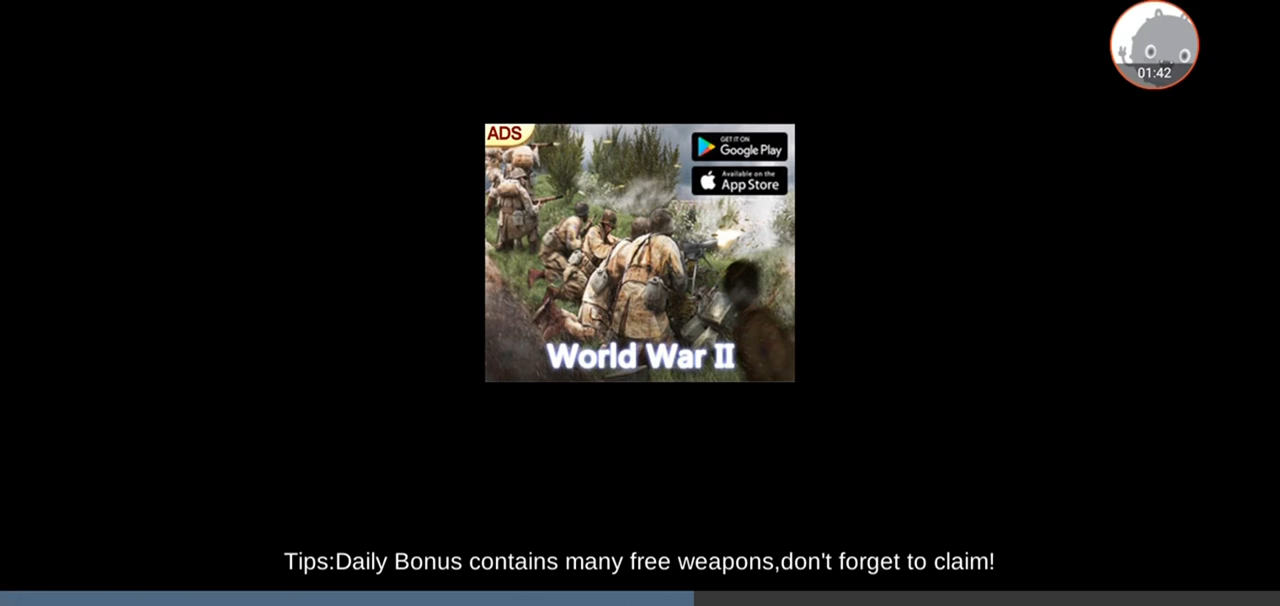 01:42
ADS
GET IT ON
Google Play
Available on the
App Store
World War II
Tips:Daily Bonus contains many free weapons,don't forget to claim!